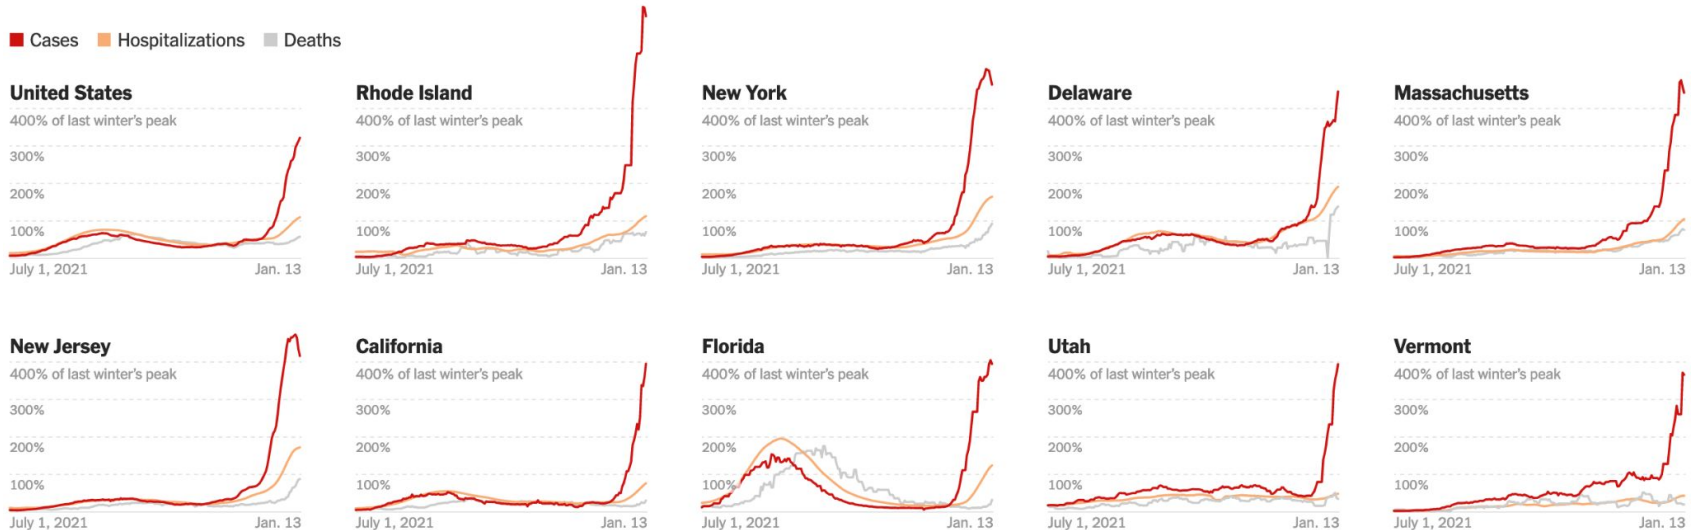 Cases Hospitalizations Deaths
United States
400% of last winter's peak
300%
200%
100%
July 1, 2021 Jan. 13
Rhode Island
400% of last winter's peak
300%
200%
100%
July 1, 2021 Jan. 13
New York
400% of last winter's peak
300%
200%
100%
July 1, 2021 Jan. 13
Delaware
400% of last winter's peak
300%
200%
100%
July 1, 2021 Jan. 13
Massachusetts
400% of last winter's peak
300%
200%
100%
July 1, 2021 Jan. 13
New Jersey
400% of last winter's peak
300%
200%
100%
July 1, 2021 Jan. 13
California
400% of last winter's peak
300%
200%
100%
July 1, 2021 Jan. 13
Florida
400% of last winter's peak
300%
200%
100%
July 1, 2021 Jan. 13
Utah
400% of last winter's peak
300%
200%
100%
July 1, 2021 Jan. 13
Vermont
400% of last winter's peak
300%
200%
100%
July 1, 2021 Jan. 13